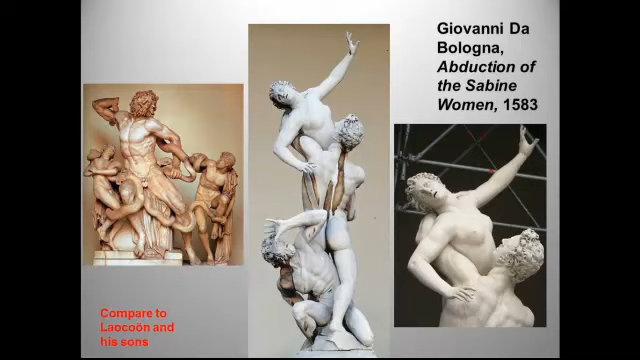 Giovanni Da
Bologna,
Abduction of
the Sabine
Women, 1583
Compare to
Laocoön and
his sons